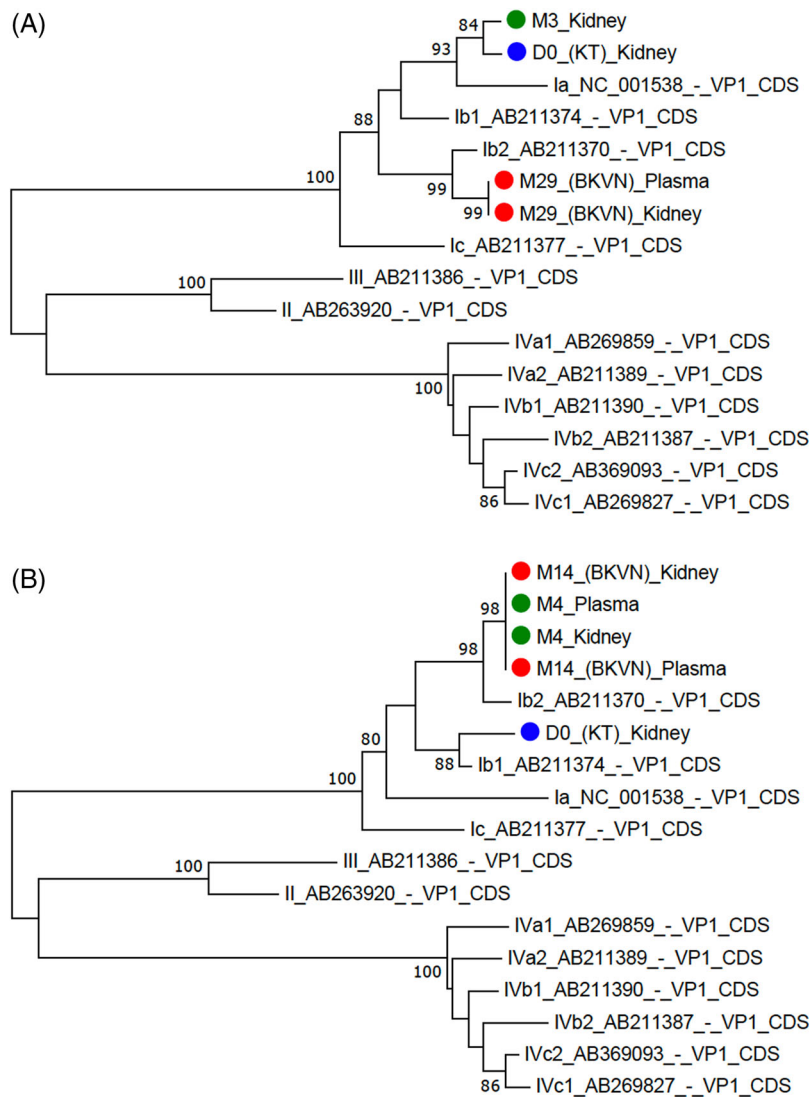 (A)
84
M3_Kidney
93
D0_(KT)_Kidney
Ia_NC_001538_-_VP1_CDS
88
Ib1_AB211374_-_VP1_CDS
Ib2_AB211370_-_VP1_CDS
100
M29_(BKVN)_Plasma
99
99
M29_(BKVN)_Kidney
Ic_AB211377_-_VP1_CDS
100
III_AB211386_-_VP1_CDS
II_AB263920_-_VP1_CDS
IVa1_AB269859_-_VP1_CDS
100
IVa2_AB211389_-_VP1_CDS
IVb1_AB211390_-_VP1_CDS
IVb2_AB211387_-_VP1_CDS
IVc2_AB369093_-_VP1_CDS
86
IVc1_AB269827_-_VP1_CDS
(B)
M14_(BKVN)_Kidney
98
M4_Plasma
98
M4_Kidney
M14_(BKVN)_Plasma
Ib2_AB211370_-_VP1_CDS
80
D0_(KT)_Kidney
88
Ib1_AB211374_-_VP1_CDS
100
Ia_NC_001538_-_VP1_CDS
Ic_AB211377_-_VP1_CDS
100
III_AB211386_-_VP1_CDS
II_AB263920_-_VP1_CDS
IVa1_AB269859_-_VP1_CDS
100
IVa2_AB211389_-_VP1_CDS
IVb1_AB211390_-_VP1_CDS
IVb2_AB211387_-_VP1_CDS
IVc2_AB369093_-_VP1_CDS
86
IVc1_AB269827_-_VP1_CDS